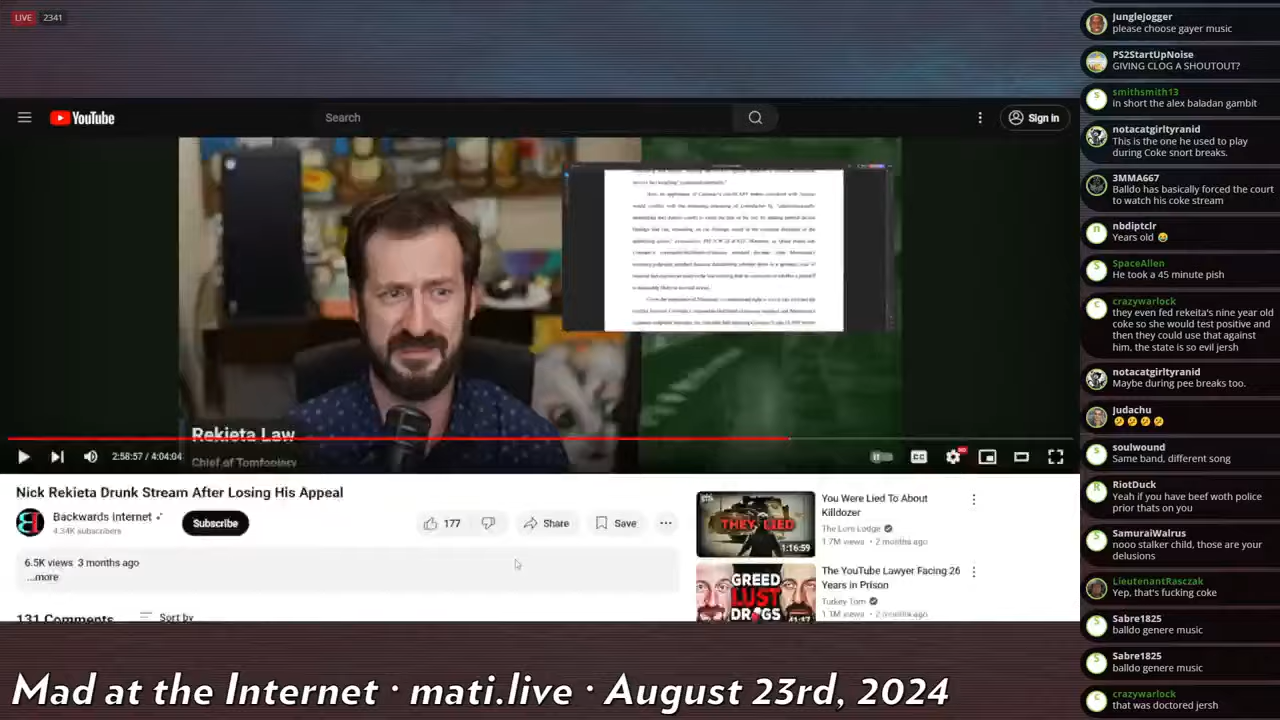 LIVE 2341
YouTube
Search
Sign in
Rekieta Law
Chief of Tomfoolery
2:58:57 / 4:04:04
Nick Rekieta Drunk Stream After Losing His Appeal
Backwards Internet
4.34K subscribers
Subscribe
177
Share
Save
6.5K views 3 months ago
...more
131 Comments
Sort by
THEY LIED
1:16:59
You Were Lied To About
Killdozer
The Lore Lodge
1.7M views • 2 months ago
GREED
LUST
DRUGS
The YouTube Lawyer Facing 26
Years in Prison
Turkey Tom
1.1M views • 2 months ago
JungleJogger
please choose gayer music
PS2StartUpNoise
GIVING CLOG A SHOUTOUT?
smithsmith13
in short the alex baladan gambit
notacatgirltyranid
This is the one he used to play
during Coke snort breaks.
3MMA667
Balldo has basically forced the court
to watch his coke stream
nbdiptclr
Years old
SpaceAllen
He took a 45 minute pish
crazywarlock
they even fed rekieta's nine year old
coke so she would test positive and
then they could use that against
him, the state is so evil jersh
notacatgirltyranid
Maybe during pee breaks too.
Judachu
soulwound
Same band, different song
RiotDuck
Yeah if you have beef woth police
prior thats on you
SamuraiWalrus
nooo stalker child, those are your
delusions
LieutenantRasczak
Yep, that's fucking coke
Sabre1825
balldo genere music
Sabre1825
balldo genere music
crazywarlock
that was doctored jersh
Mad at the Internet · mati.live · August 23rd, 2024